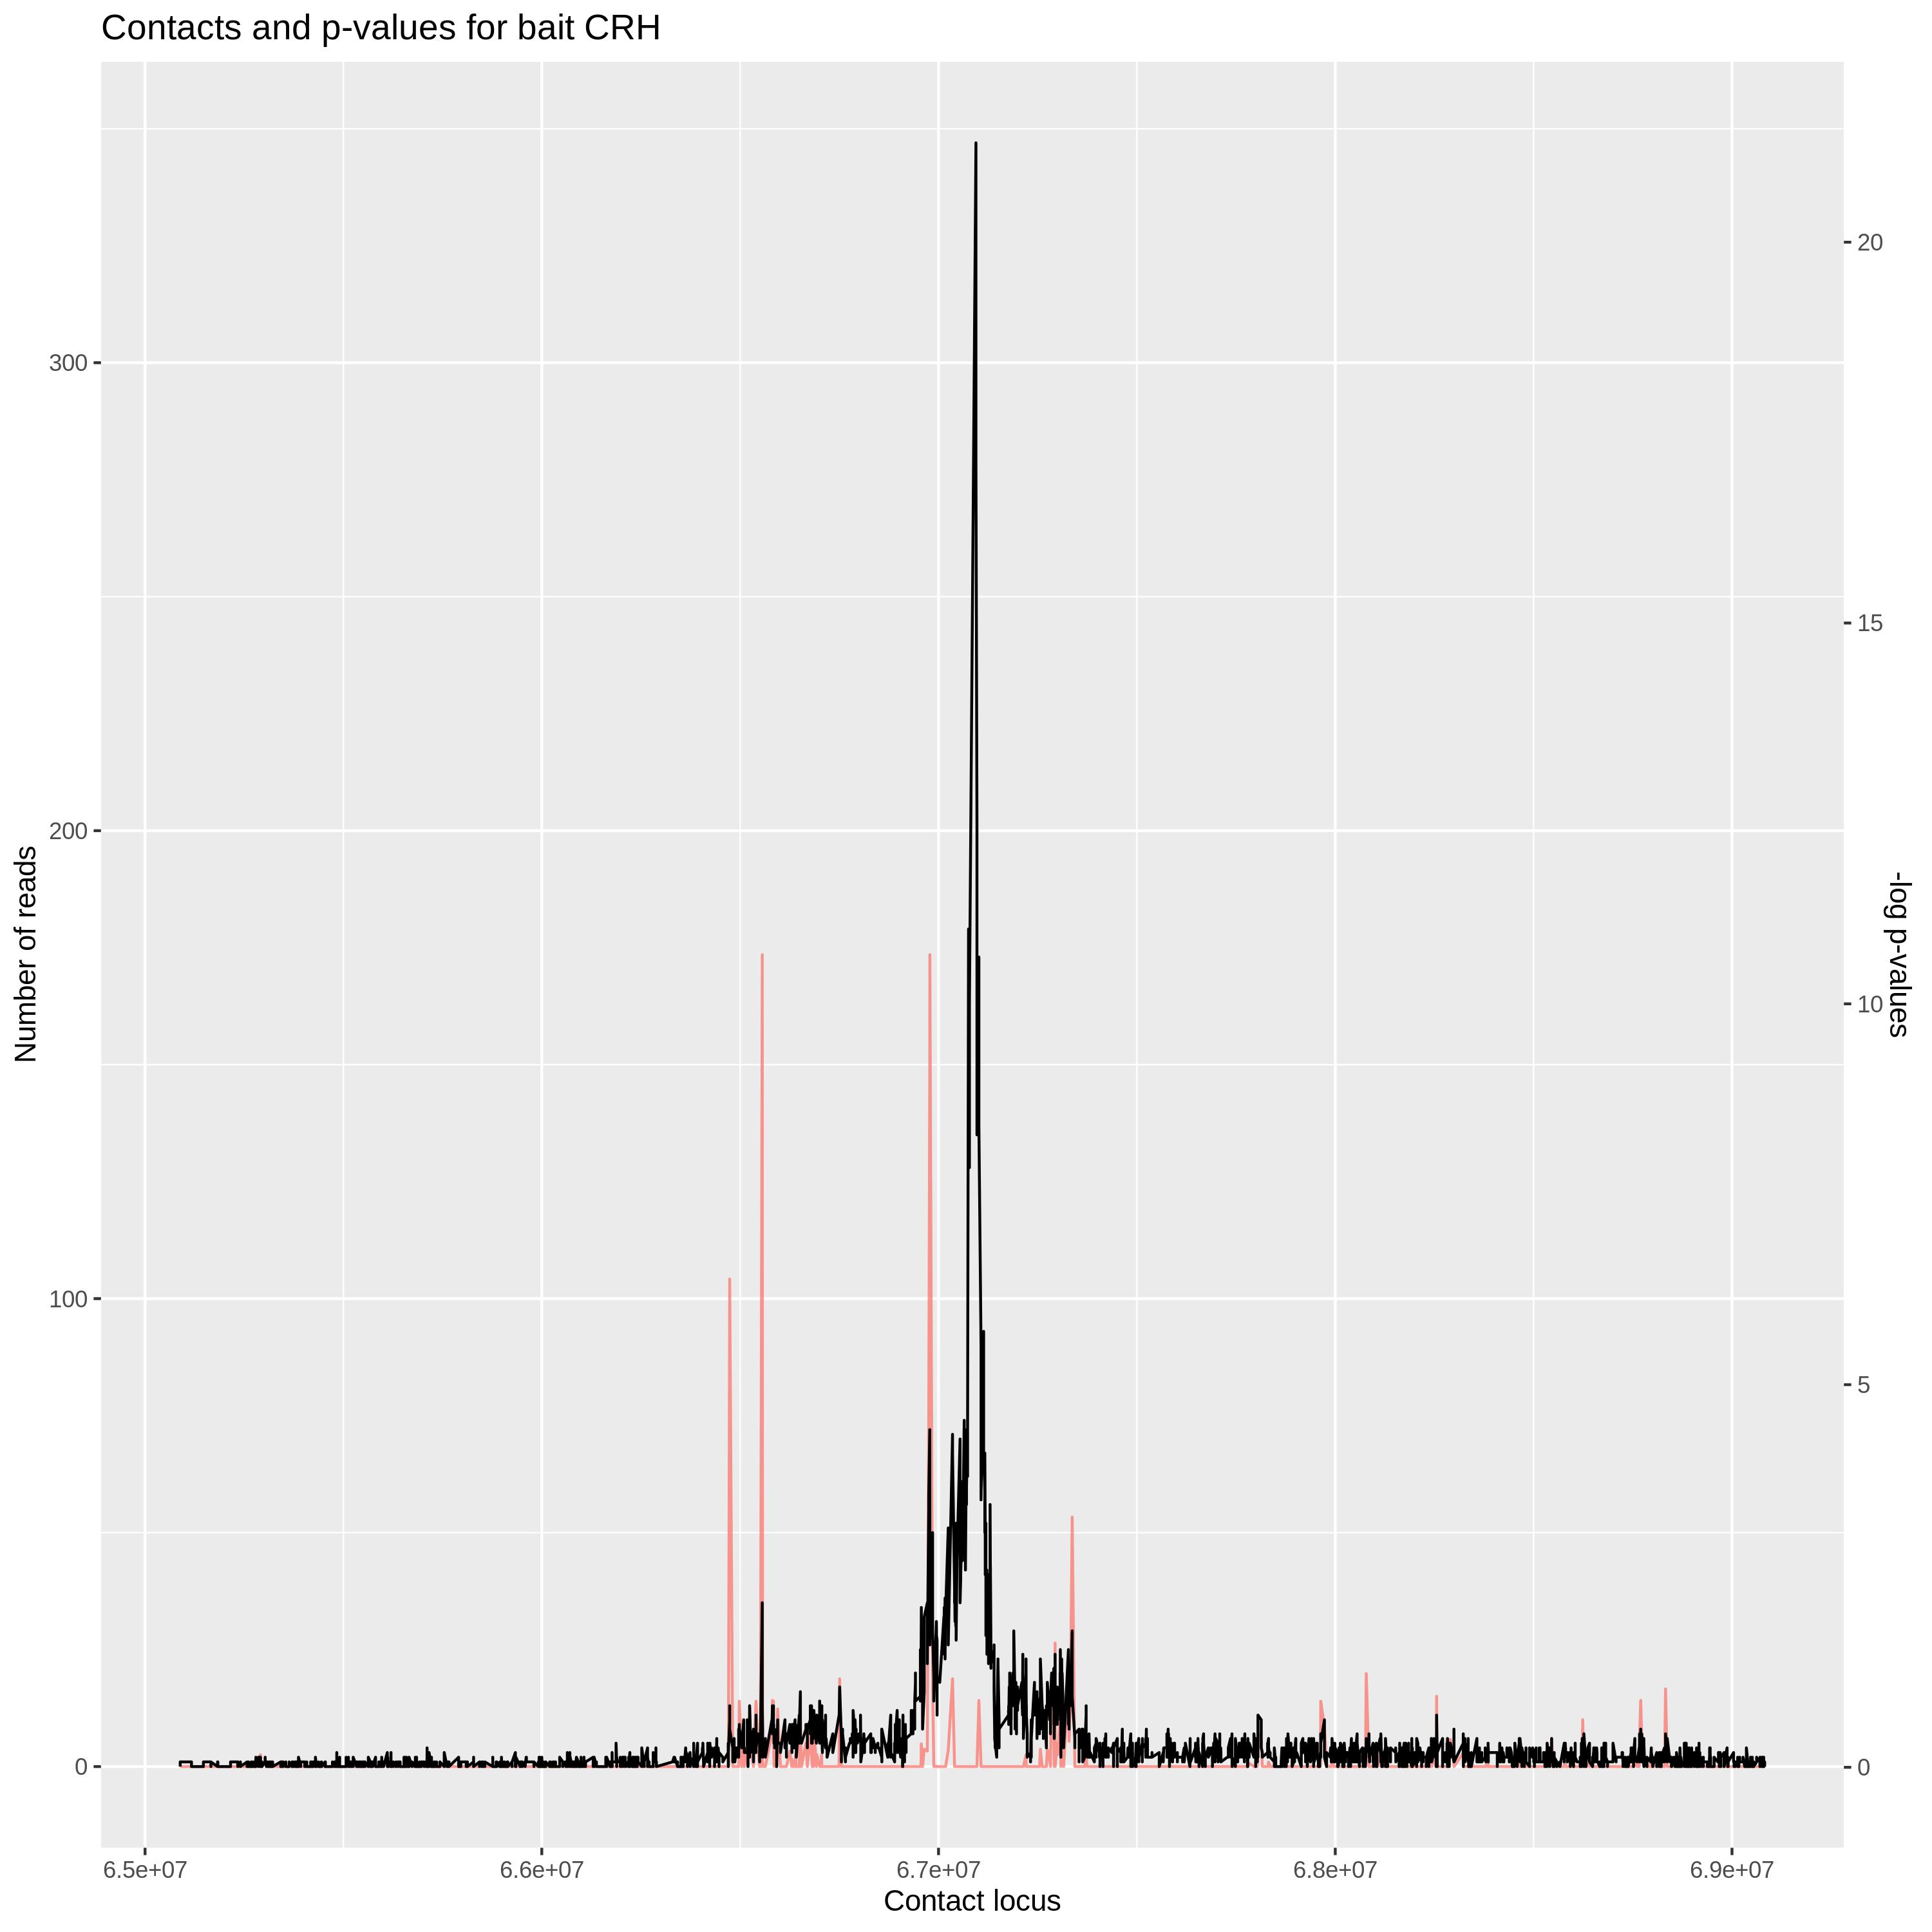 Contacts and p-values for bait CRH
300
200
100
0
Number of reads
20
15
10
5
0
-log p-values
6.5e+07
6.6e+07
6.7e+07
6.8e+07
6.9e+07
Contact locus